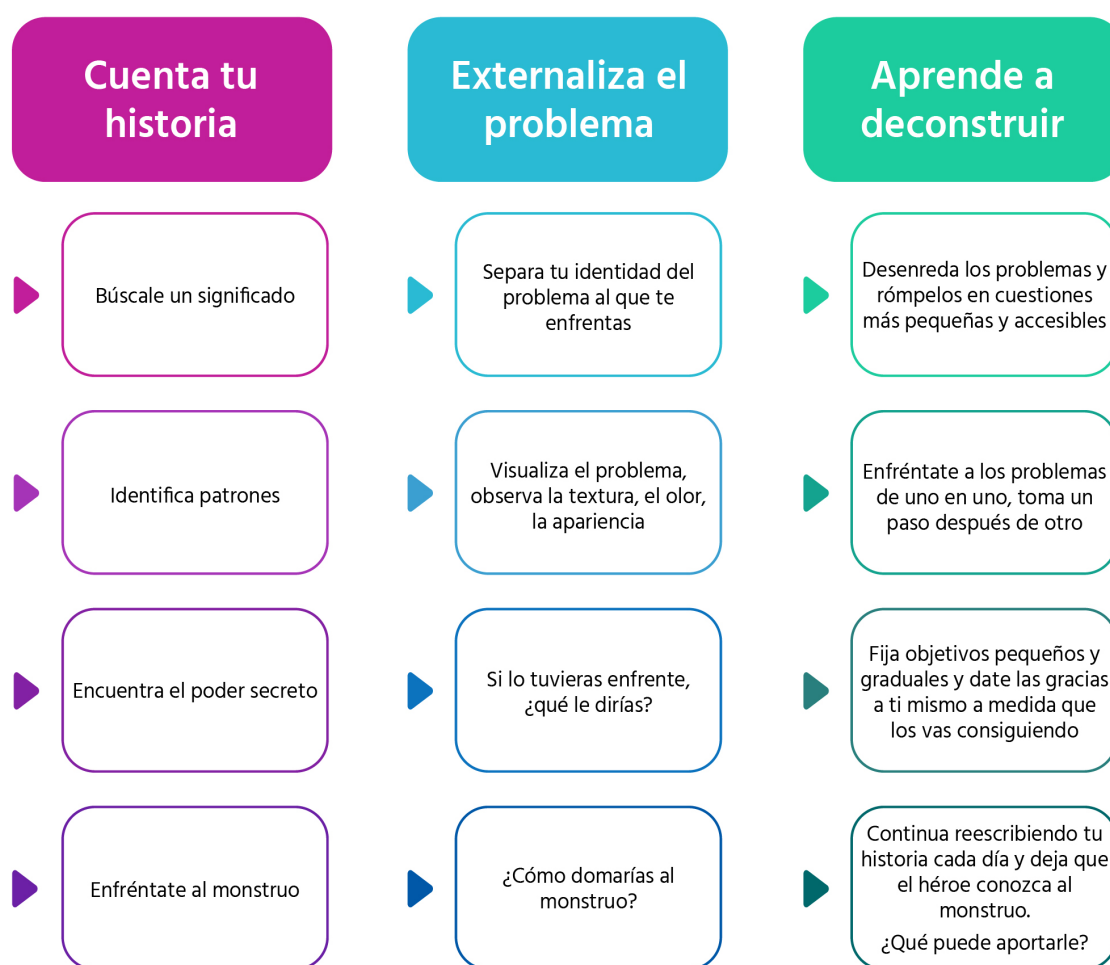 Cuenta tu
historia
Búscale un significado
Identifica patrones
Encuentra el poder secreto
Enfréntate al monstruo
Externaliza el
problema
Separa tu identidad del
problema al que te
enfrentas
Visualiza el problema,
observa la textura, el olor,
la apariencia
Si lo tuvieras enfrente,
¿qué le dirías?
¿Cómo domarías al
monstruo?
Aprende a
deconstruir
Desenreda los problemas y
rómpelos en cuestiones
más pequeñas y accesibles
Enfréntate a los problemas
de uno en uno, toma un
paso después de otro
Fija objetivos pequeños y
graduales y date las gracias
a ti mismo a medida que
los vas consiguiendo
Continua reescribiendo tu
historia cada día y deja que
el héroe conozca al
monstruo.
¿Qué puede aportarle?